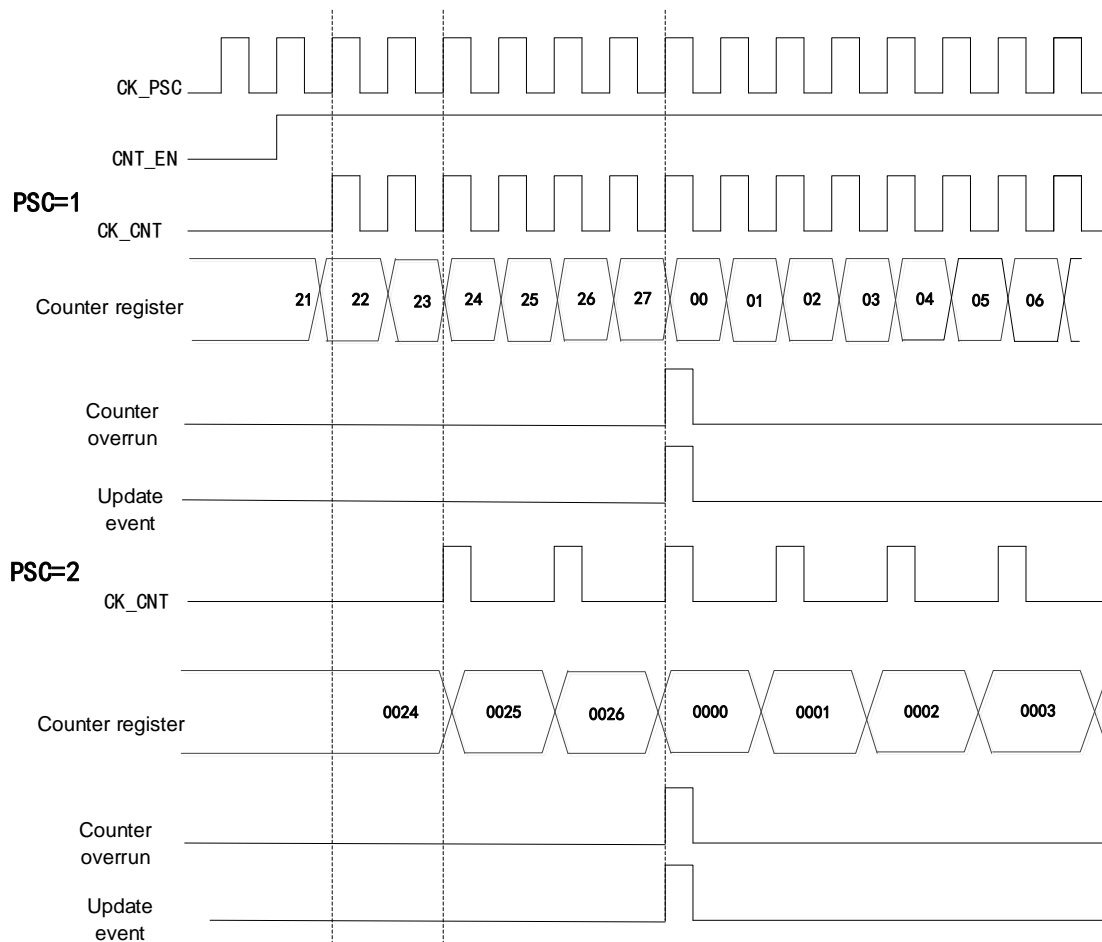 CK_PSC
CNT_EN
PSC=1
CK_CNT
Counter register
21 22 23 24 25 26 27 00 01 02 03 04 05 06
Counter
overrun
Update
event
PSC=2
CK_CNT
Counter register
0024 0025 0026 0000 0001 0002 0003
Counter
overrun
Update
event